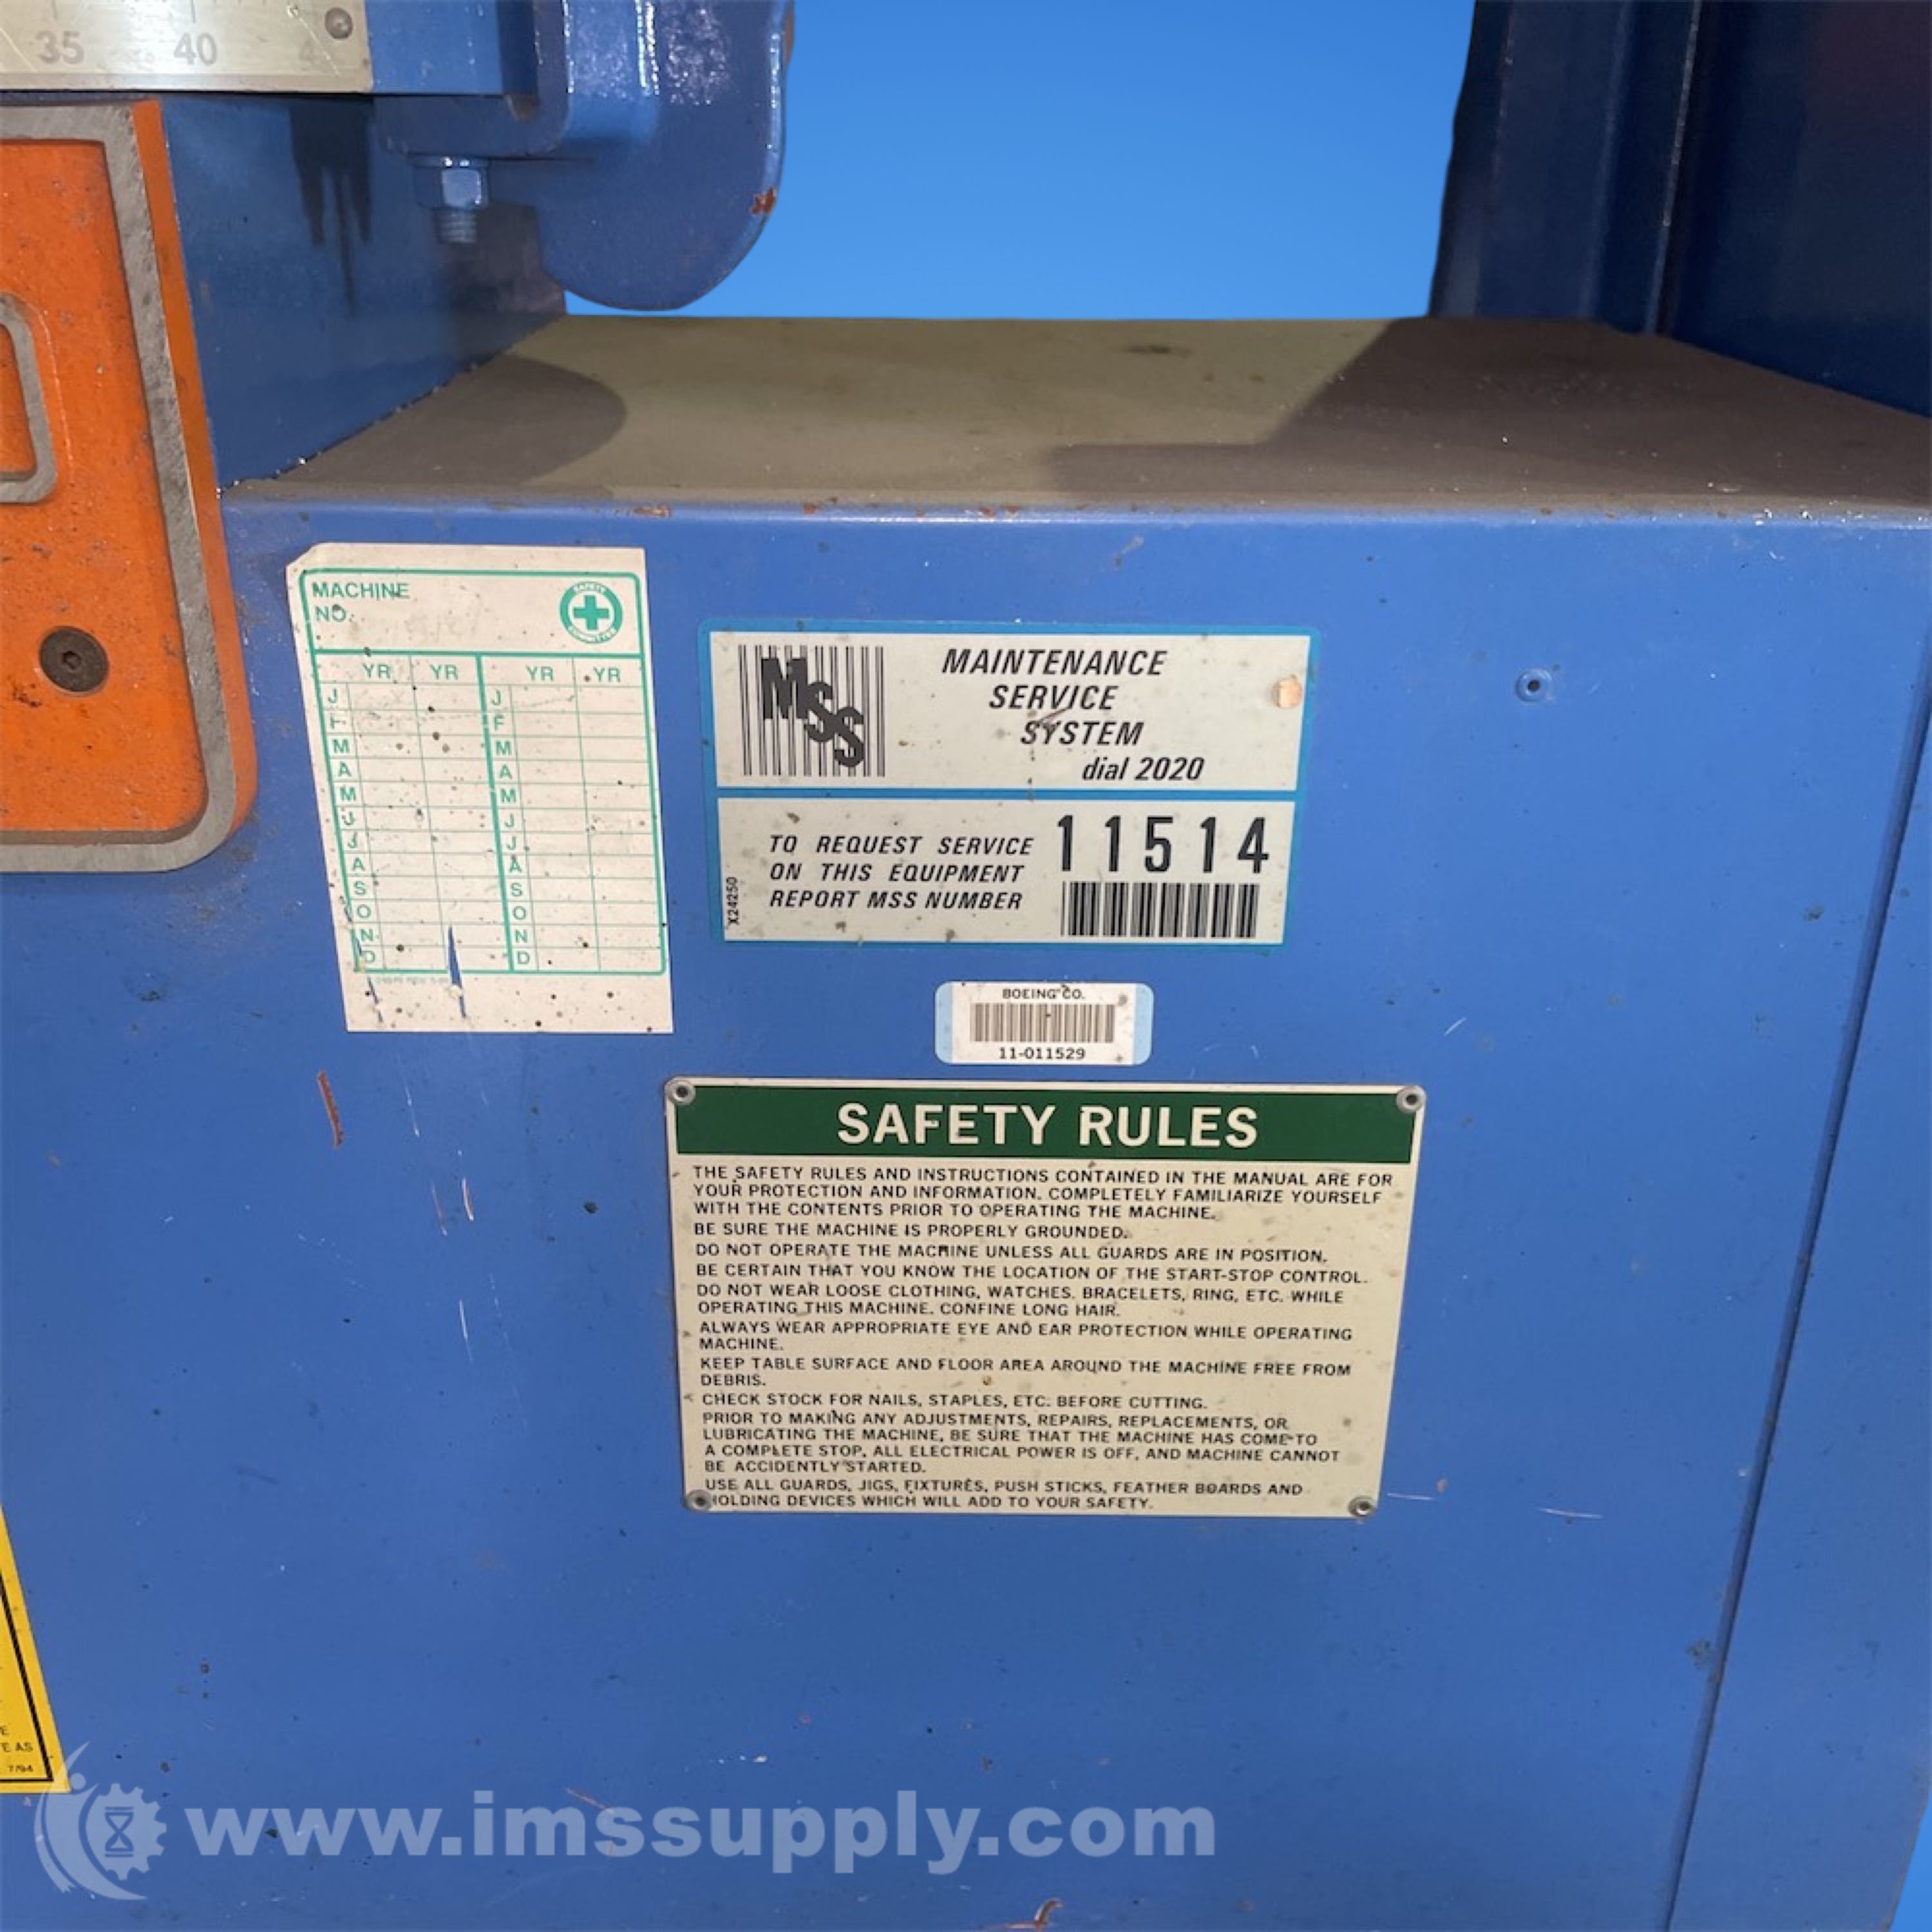 35 40
MACHINE
NO.
YR YR YR YR
J J
F F
M M
A A
M M
J J
J J
A A
S S
O O
N N
D D
MSS
MAINTENANCE
SERVICE
SYSTEM
dial 2020
TO REQUEST SERVICE
ON THIS EQUIPMENT
REPORT MSS NUMBER
11514
X24250
BOEING CO.
11-011529
SAFETY RULES
THE SAFETY RULES AND INSTRUCTIONS CONTAINED IN THE MANUAL ARE FOR
YOUR PROTECTION AND INFORMATION. COMPLETELY FAMILIARIZE YOURSELF
WITH THE CONTENTS PRIOR TO OPERATING THE MACHINE.
BE SURE THE MACHINE IS PROPERLY GROUNDED.
DO NOT OPERATE THE MACHINE UNLESS ALL GUARDS ARE IN POSITION.
BE CERTAIN THAT YOU KNOW THE LOCATION OF THE START-STOP CONTROL.
DO NOT WEAR LOOSE CLOTHING, WATCHES, BRACELETS, RING, ETC. WHILE
OPERATING THIS MACHINE. CONFINE LONG HAIR.
ALWAYS WEAR APPROPRIATE EYE AND EAR PROTECTION WHILE OPERATING
MACHINE.
KEEP TABLE SURFACE AND FLOOR AREA AROUND THE MACHINE FREE FROM
DEBRIS.
CHECK STOCK FOR NAILS, STAPLES, ETC. BEFORE CUTTING.
PRIOR TO MAKING ANY ADJUSTMENTS, REPAIRS, REPLACEMENTS, OR
LUBRICATING THE MACHINE, BE SURE THAT THE MACHINE HAS COME TO
A COMPLETE STOP, ALL ELECTRICAL POWER IS OFF, AND MACHINE CANNOT
BE ACCIDENTLY STARTED.
USE ALL GUARDS, JIGS, FIXTURES, PUSH STICKS, FEATHER BOARDS AND
HOLDING DEVICES WHICH WILL ADD TO YOUR SAFETY.
E
E AS
7/94
www.imssupply.com